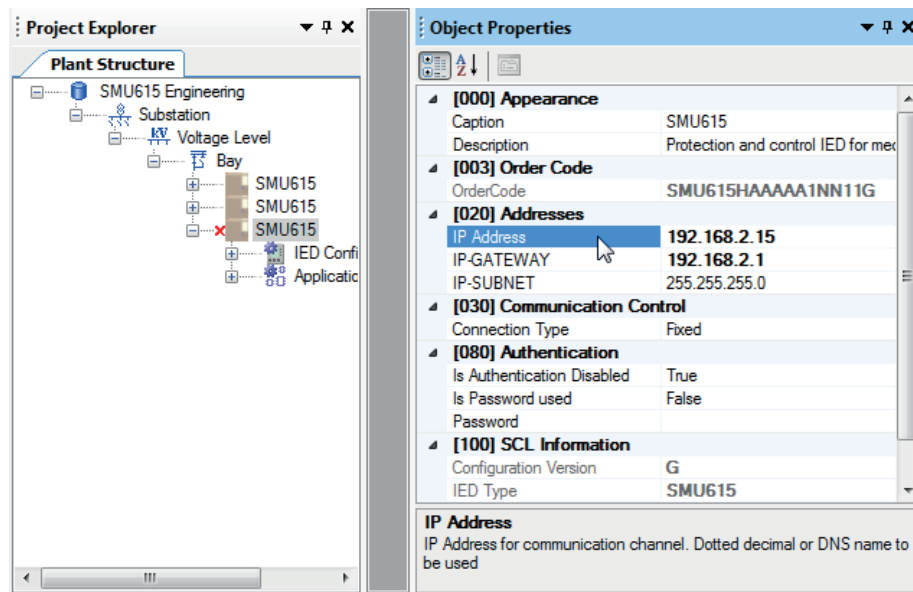 Project Explorer
Plant Structure
SMU615 Engineering
Substation
Voltage Level
Bay
SMU615
SMU615
SMU615
IED Confi
Applicatic
Object Properties
[000] Appearance
Caption SMU615
Description Protection and control IED for med
[003] Order Code
OrderCode SMU615HAAAAA1NN11G
[020] Addresses
IP Address 192.168.2.15
IP-GATEWAY 192.168.2.1
IP-SUBNET 255.255.255.0
[030] Communication Control
Connection Type Fixed
[080] Authentication
Is Authentication Disabled True
Is Password used False
Password
[100] SCL Information
Configuration Version G
IED Type SMU615
IP Address
IP Address for communication channel. Dotted decimal or DNS name to
be used